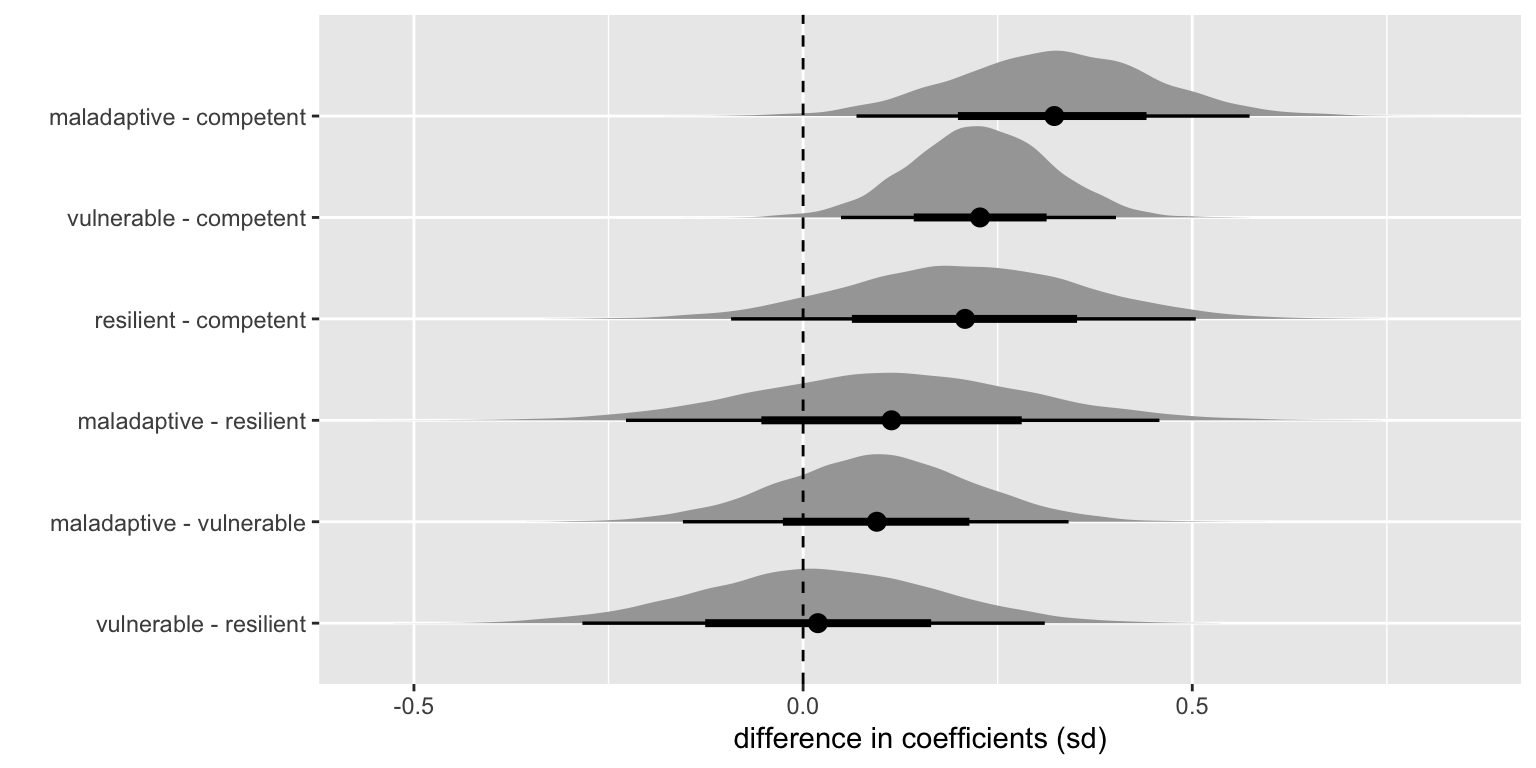 maladaptive - competent
vulnerable - competent
resilient - competent
maladaptive - resilient
maladaptive - vulnerable
vulnerable - resilient
-0.5 0.0 0.5
difference in coefficients (sd)